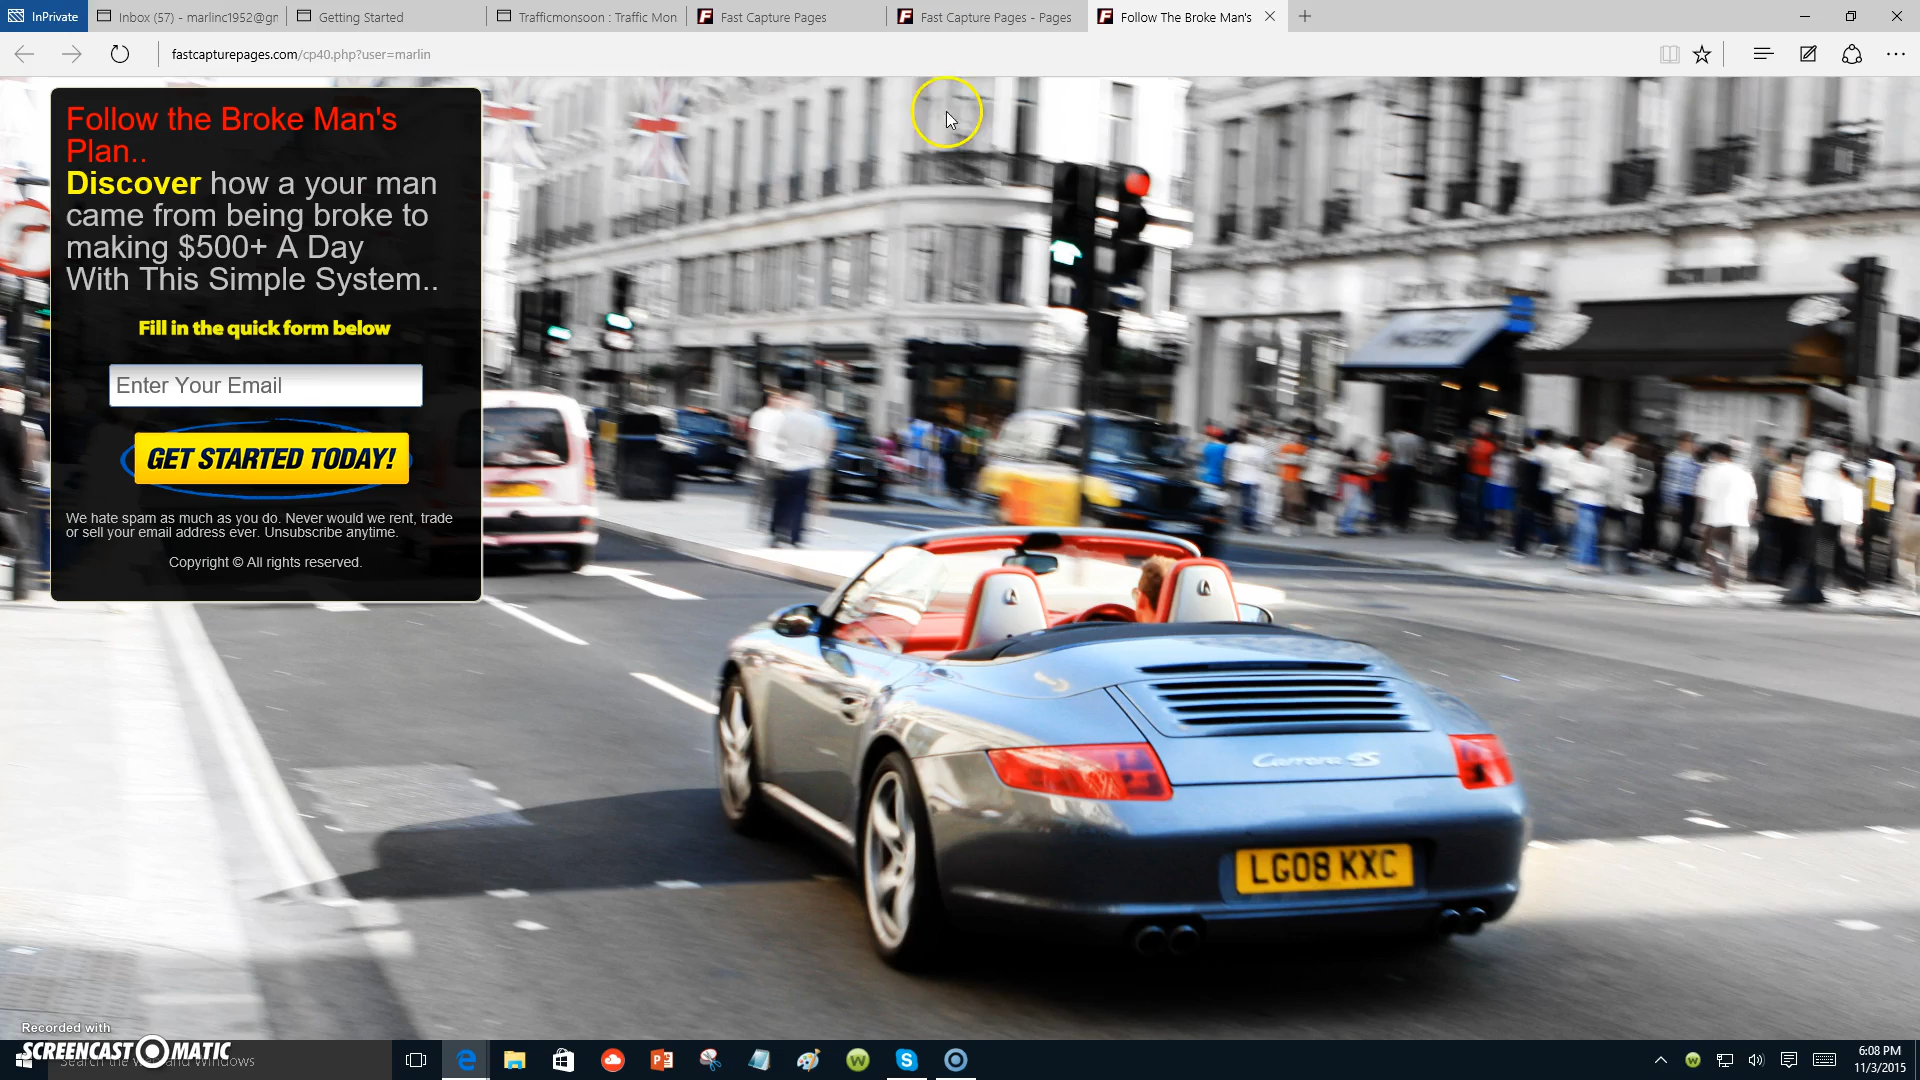 InPrivate
Inbox (57) - marlinc1952@gr
Getting Started
Trafficmonsoon : Traffic Mon
Fast Capture Pages
Fast Capture Pages - Pages
Follow The Broke Man's
fastcapturepages.com/cp40.php?user=marlin
Follow the Broke Man's
Plan..
Discover how a your man
came from being broke to
making $500+ A Day
With This Simple System..
Fill in the quick form below
Enter Your Email
GET STARTED TODAY!
We hate spam as much as you do. Never would we rent, trade
or sell your email address ever. Unsubscribe anytime.
Copyright © All rights reserved.
Carrera 4S
LG08 KXC
Recorded with
SCREENCAST O MATIC
Search the web and Windows
6:08 PM
11/3/2015